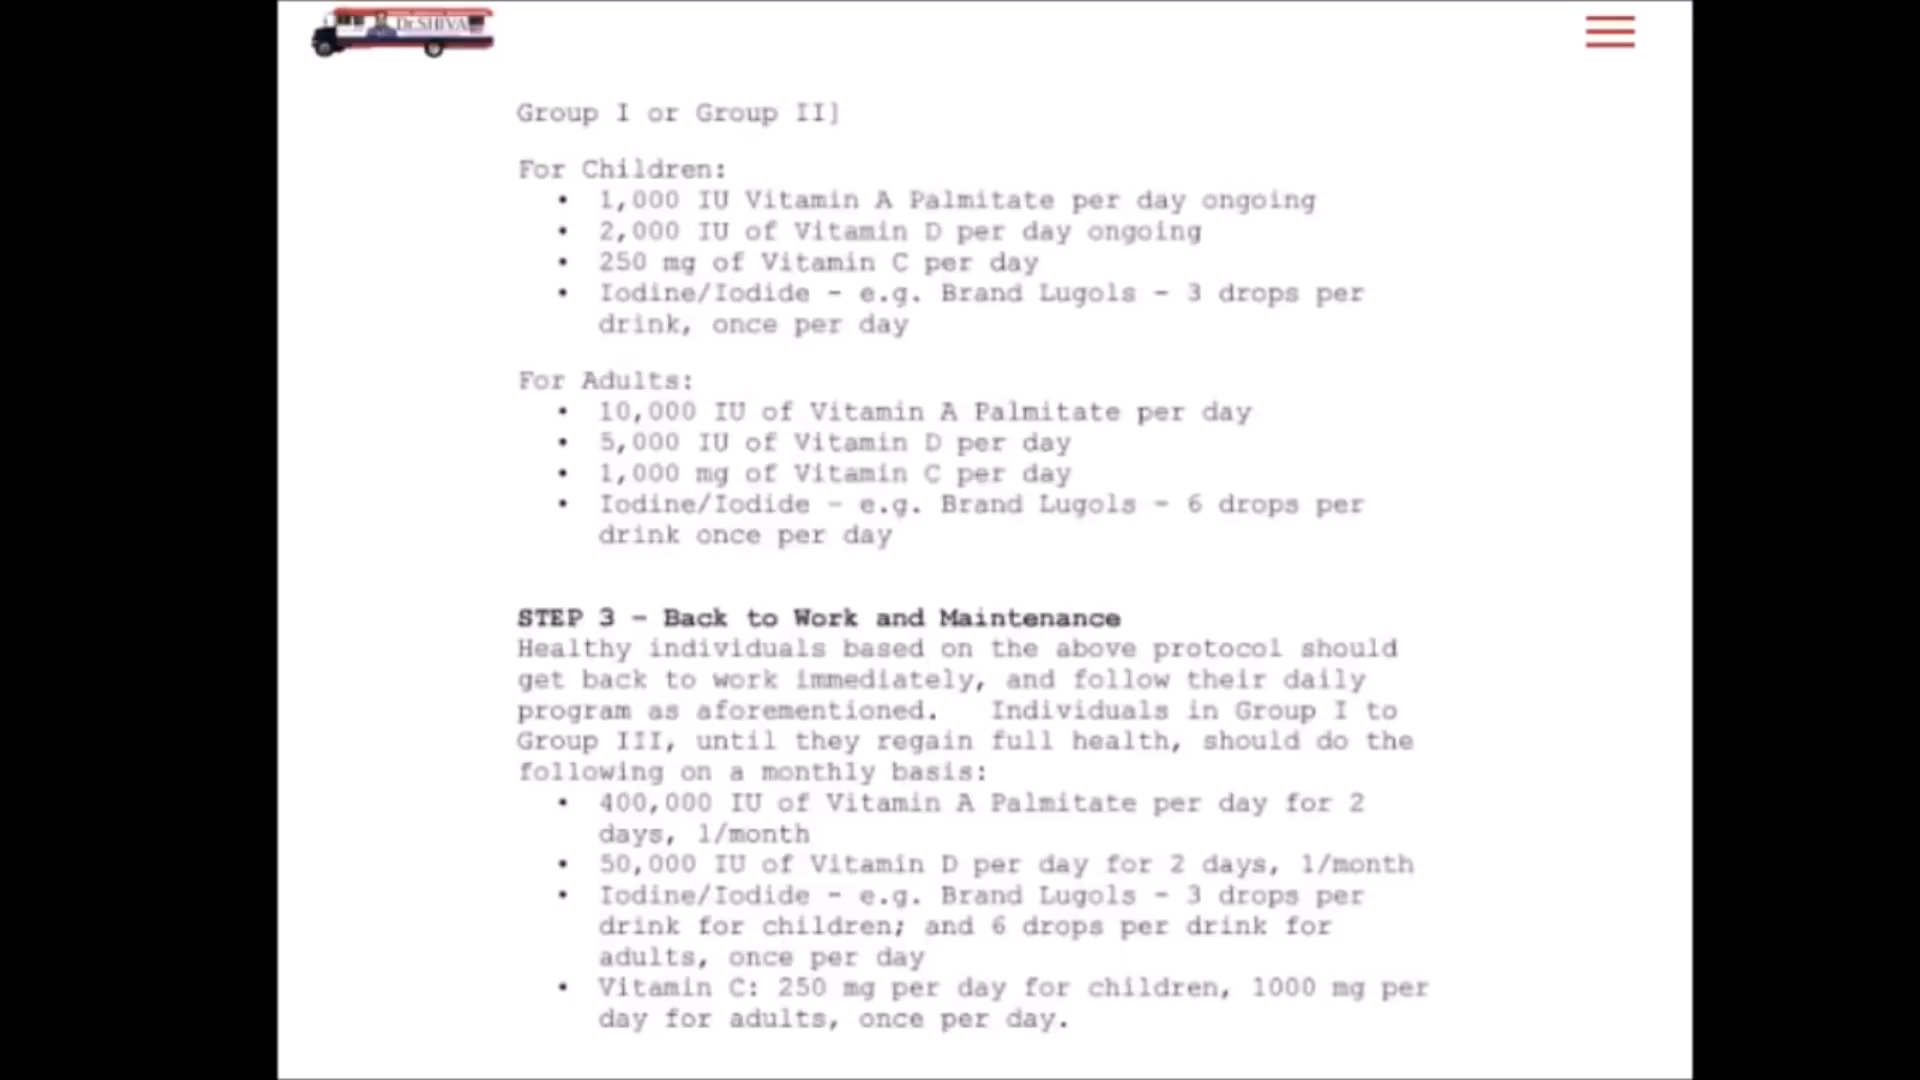 Dr.SHIVA
Group I or Group II]
For Children:
• 1,000 IU Vitamin A Palmitate per day ongoing
• 2,000 IU of Vitamin D per day ongoing
• 250 mg of Vitamin C per day
• Iodine/Iodide - e.g. Brand Lugols - 3 drops per
drink, once per day
For Adults:
• 10,000 IU of Vitamin A Palmitate per day
• 5,000 IU of Vitamin D per day
• 1,000 mg of Vitamin C per day
• Iodine/Iodide - e.g. Brand Lugols - 6 drops per
drink once per day
STEP 3 - Back to Work and Maintenance
Healthy individuals based on the above protocol should
get back to work immediately, and follow their daily
program as aforementioned. Individuals in Group I to
Group III, until they regain full health, should do the
following on a monthly basis:
• 400,000 IU of Vitamin A Palmitate per day for 2
days, 1/month
• 50,000 IU of Vitamin D per day for 2 days, 1/month
• Iodine/Iodide - e.g. Brand Lugols - 3 drops per
drink for children; and 6 drops per drink for
adults, once per day
• Vitamin C: 250 mg per day for children, 1000 mg per
day for adults, once per day.